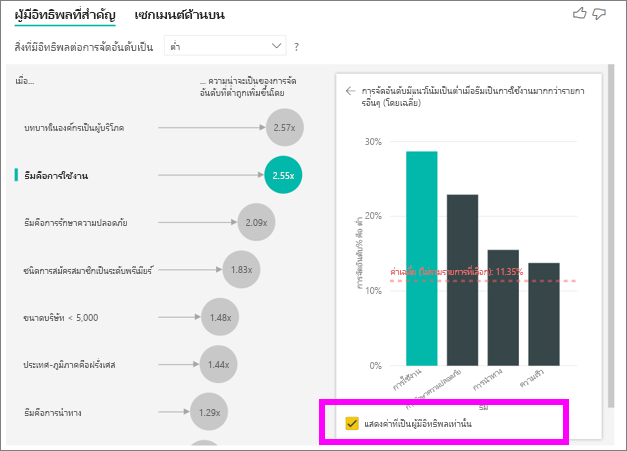 ผู้มีอิทธิพลที่สำคัญ เซกเมนต์ด้านบน
สิ่งที่มีอิทธิพลต่อการจัดอันดับเป็น ต่ำ ?
เมื่อ...
... ความน่าจะเป็นของการจัด
อันดับที่ต่ำถูกเพิ่มขึ้นโดย
บทบาทในองค์กรเป็นผู้บริโภค 2.57x
ธีมคือการใช้งาน 2.55x
ธีมคือการรักษาความปลอดภัย 2.09x
ชนิดการสมัครสมาชิกเป็นระดับพรีเมียร์ 1.83x
ขนาดบริษัท < 5,000 1.48x
ประเทศ-ภูมิภาคคือฝรั่งเศส 1.44x
ธีมคือการนำทาง 1.29x
การจัดอันดับมีแนวโน้มเป็นต่ำเมื่อธีมเป็นการใช้งานมากกว่ารายกา
รอื่นๆ (โดยเฉลี่ย)
30%
20%
10%
0%
การจัดอันดับ% คือ ต่ำ
ค่าเฉลี่ย (ไม่รวมรายการที่เลือก): 11.35%
การใช้งาน
การรักษาความปลอดภัย
การนำทาง
ความเร็ว
ธีม
แสดงค่าที่เป็นผู้มีอิทธิพลเท่านั้น